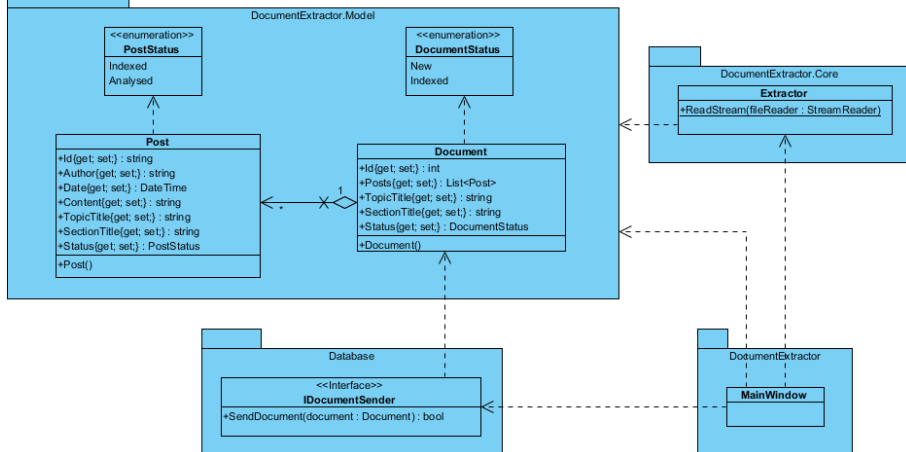 DocumentExtractor.Model
<<enumeration>>
PostStatus
Indexed
Analysed
<<enumeration>>
DocumentStatus
New
Indexed
DocumentExtractor.Core
Extractor
+ReadStream(fileReader : StreamReader)
Post
+Id{get; set;} : string
+Author{get; set;} : string
+Date{get; set;} : DateTime
+Content{get; set;} : string
+TopicTitle{get; set;} : string
+SectionTitle{get; set;} : string
+Status{get; set;} : PostStatus
+Post()
*
1
Document
+Id{get; set;} : int
+Posts{get; set;} : List<Post>
+TopicTitle{get; set;} : string
+SectionTitle{get; set;} : string
+Status{get; set;} : DocumentStatus
+Document()
Database
<<Interface>>
IDocumentSender
+SendDocument(document : Document) : bool
DocumentExtractor
MainWindow